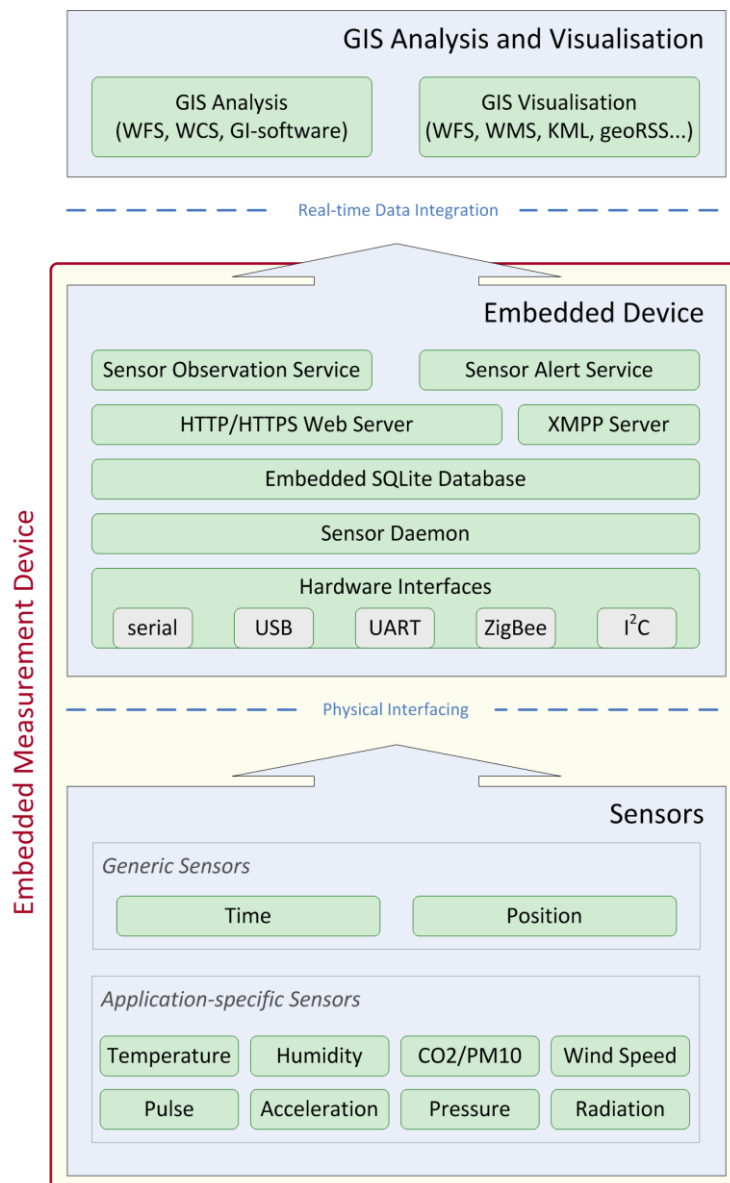 GIS Analysis and Visualisation
GIS Analysis
(WFS, WCS, GI-software)
GIS Visualisation
(WFS, WMS, KML, geoRSS...)
Real-time Data Integration
Embedded Measurement Device
Embedded Device
Sensor Observation Service
Sensor Alert Service
HTTP/HTTPS Web Server
XMPP Server
Embedded SQLite Database
Sensor Daemon
Hardware Interfaces
serial
USB
UART
ZigBee
I²C
Physical Interfacing
Sensors
Generic Sensors
Time
Position
Application-specific Sensors
Temperature
Humidity
CO2/PM10
Wind Speed
Pulse
Acceleration
Pressure
Radiation